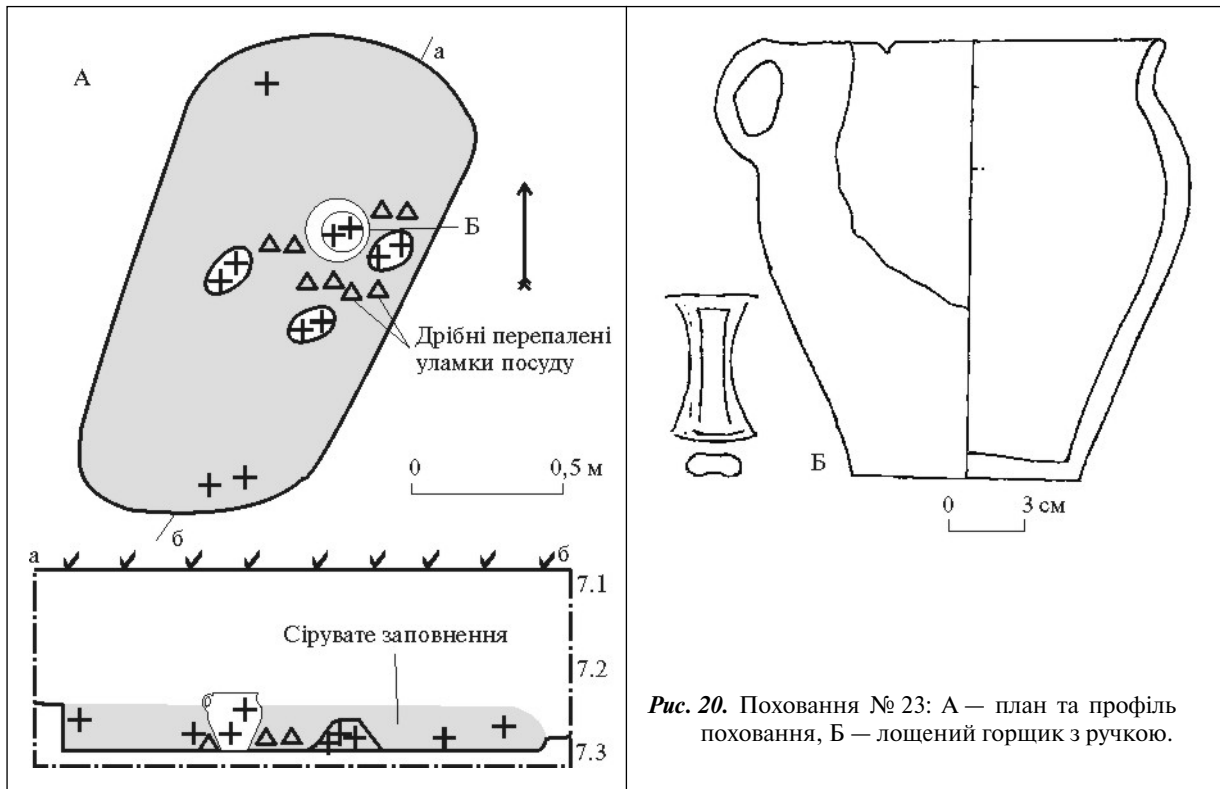 А
а
Б
Дрібні перепалені
уламки посуду
0 0,5 м
б
а б
7.1
Сірувате заповнення
7.2
7.3
Б
0 3 см
Рис. 20. Поховання № 23: А — план та профіль
поховання, Б — лощений горщик з ручкою.